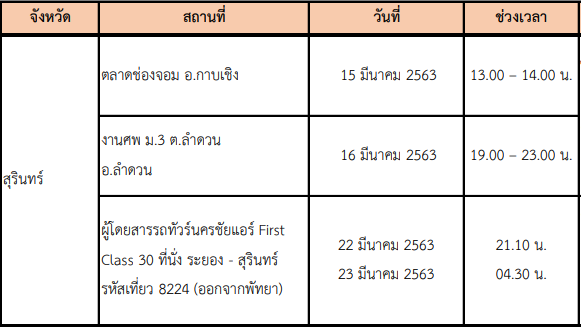 จังหวัด สถานที่ วันที่ ช่วงเวลา
สุรินทร์
ตลาดช่องจอม อ.กาบเชิง 15 มีนาคม 2563 13.00 – 14.00 น.
งานศพ ม.3 ต.ลำดวน
อ.ลำดวน
16 มีนาคม 2563 19.00 – 23.00 น.
ผู้โดยสารรถทัวร์นครชัยแอร์ First
Class 30 ที่นั่ง ระยอง - สุรินทร์
รหัสเที่ยว 8224 (ออกจากพัทยา)
22 มีนาคม 2563 21.10 น.
23 มีนาคม 2563 04.30 น.